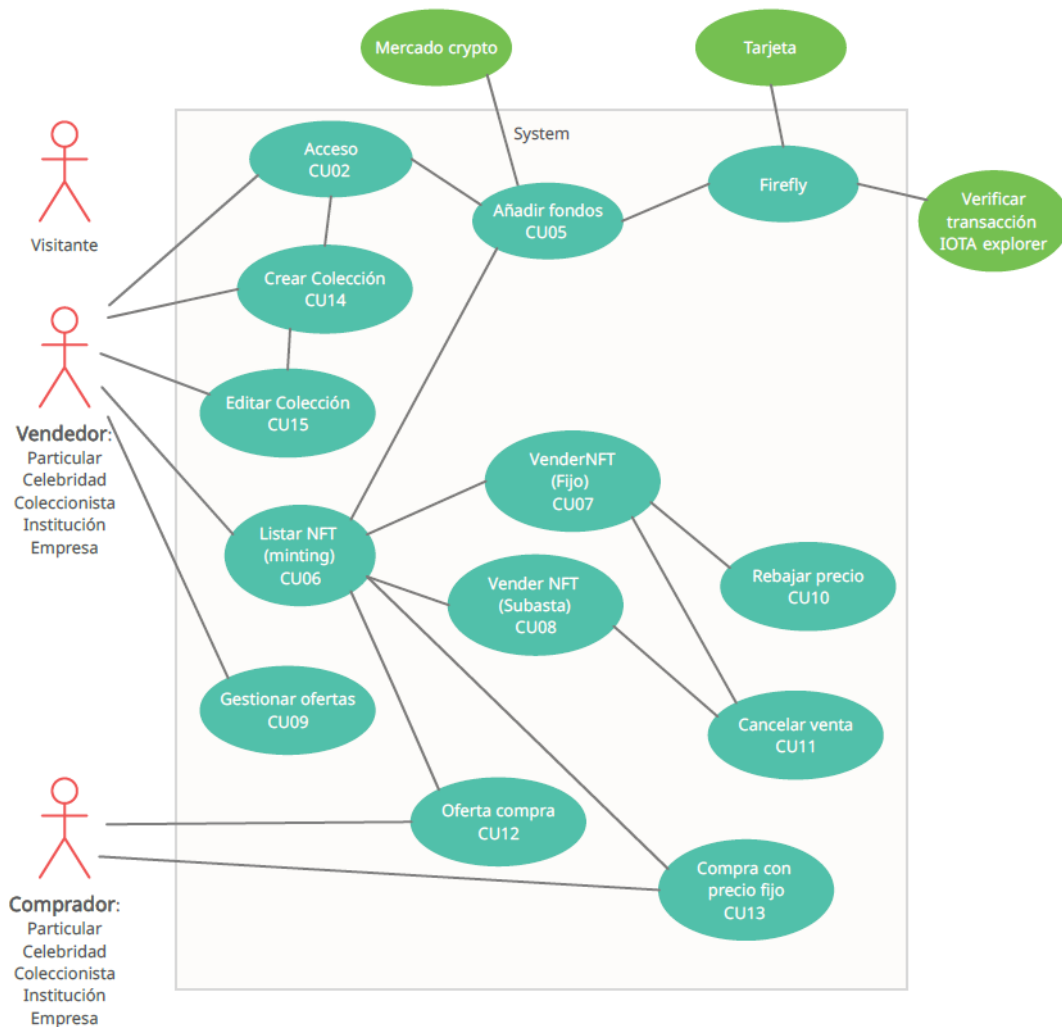 Mercado crypto
Tarjeta
System
Acceso
CU02
Firefly
Añadir fondos
CU05
Verificar
transacción
IOTA explorer
Visitante
Crear Colección
CU14
Editar Colección
CU15
Vendedor:
Particular
Celebridad
Coleccionista
Institución
Empresa
VenderNFT
(Fijo)
CU07
Listar NFT
(minting)
CU06
Vender NFT
(Subasta)
CU08
Rebajar precio
CU10
Gestionar ofertas
CU09
Cancelar venta
CU11
Oferta compra
CU12
Compra con
precio fijo
CU13
Comprador:
Particular
Celebridad
Coleccionista
Institución
Empresa